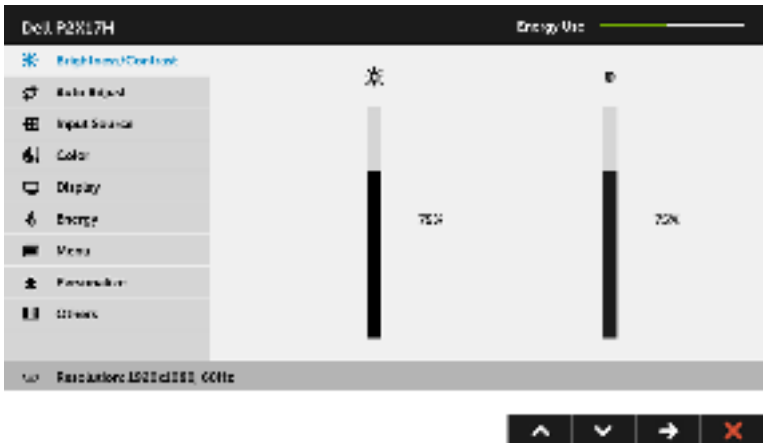 Dell P2X17H
Energy Use
Brightness/Contrast
Auto Adjust
Input Source
Color
Display
Energy
Menu
Personalize
Others
75%
75%
Resolution: 1920x1080, 60Hz